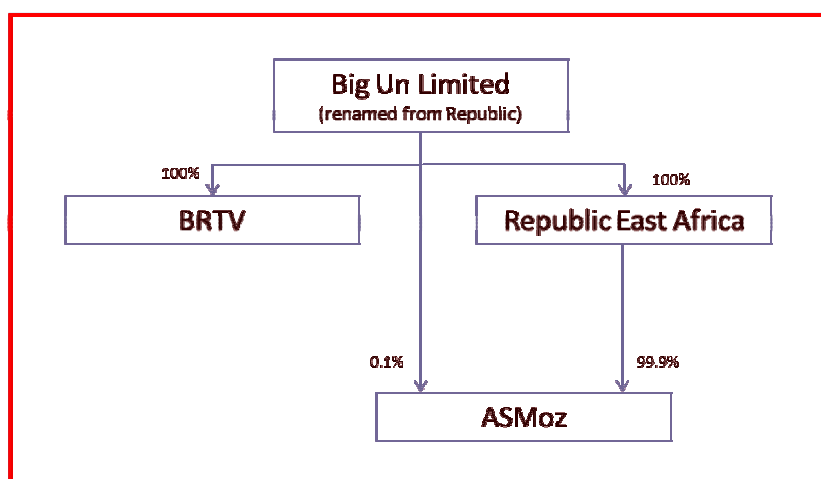 Big Un Limited
(renamed from Republic)
100%
100%
BRTV
Republic East Africa
0.1%
99.9%
ASMoz